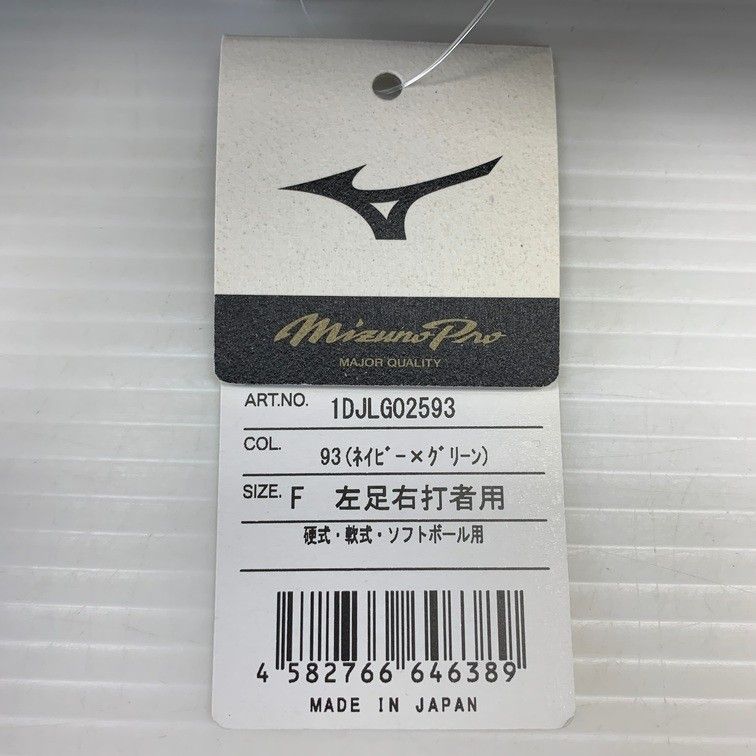 Mizuno Pro
MAJOR QUALITY
ART.NO. 1DJLG02593
COL. 93(ネイビー×グリーン)
SIZE. F 左足右打者用
硬式・軟式・ソフトボール用
4 582766 646389
MADE IN JAPAN